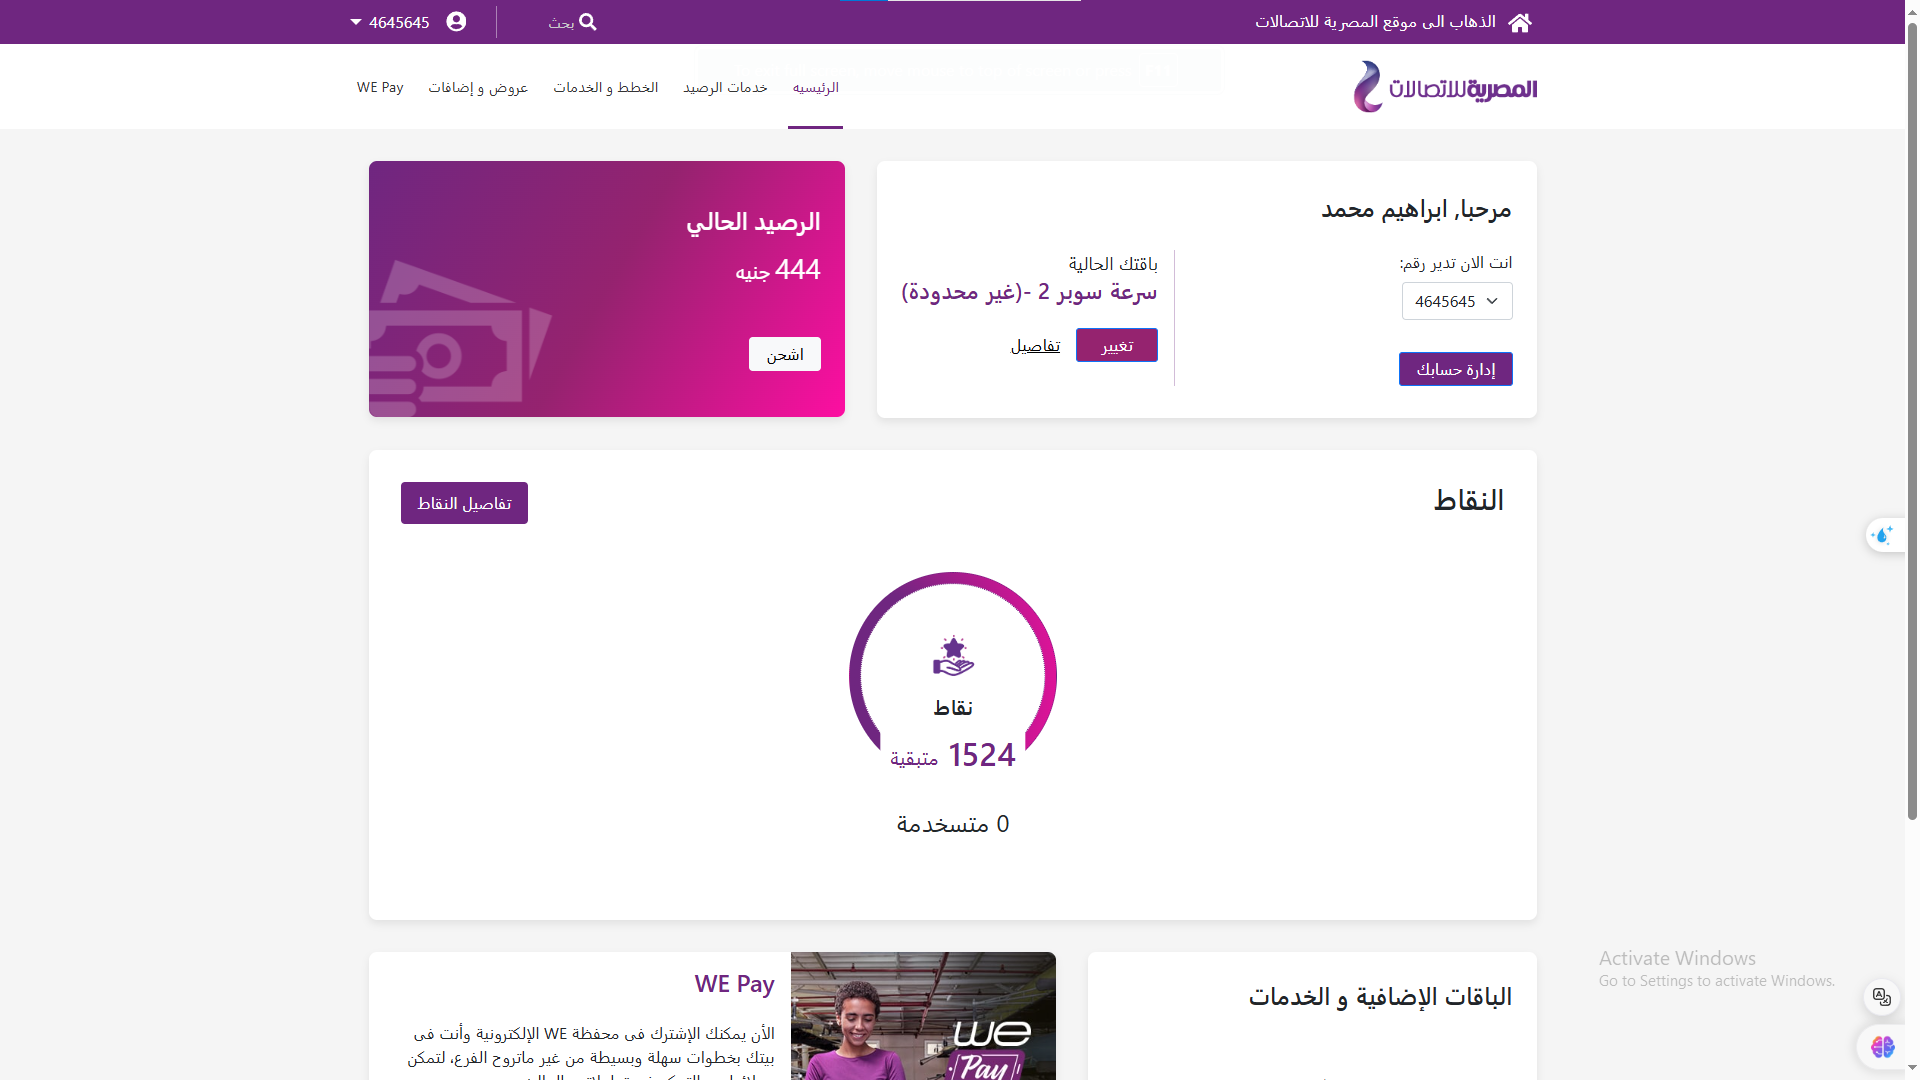 الذهاب الى موقع المصرية للاتصالات
بحث
4645645
المصرية للاتصالات
الرئيسيه
خدمات الرصيد
الخطط و الخدمات
عروض و إضافات
WE Pay
مرحبا, ابراهيم محمد
انت الان تدير رقم:
4645645
إدارة حسابك
باقتك الحالية
سرعة سوبر 2 -(غير محدودة)
تغيير
تفاصيل
الرصيد الحالي
444 جنيه
اشحن
النقاط
تفاصيل النقاط
نقاط
1524 متبقية
0 متسخدمة
الباقات الإضافية و الخدمات
we
Pay
WE Pay
الأن يمكنك الإشترك فى محفظة WE الإلكترونية وأنت فى
بيتك بخطوات سهلة وبسيطة من غير ماتروح الفرع، لتمكن
Activate Windows
Go to Settings to activate Windows.